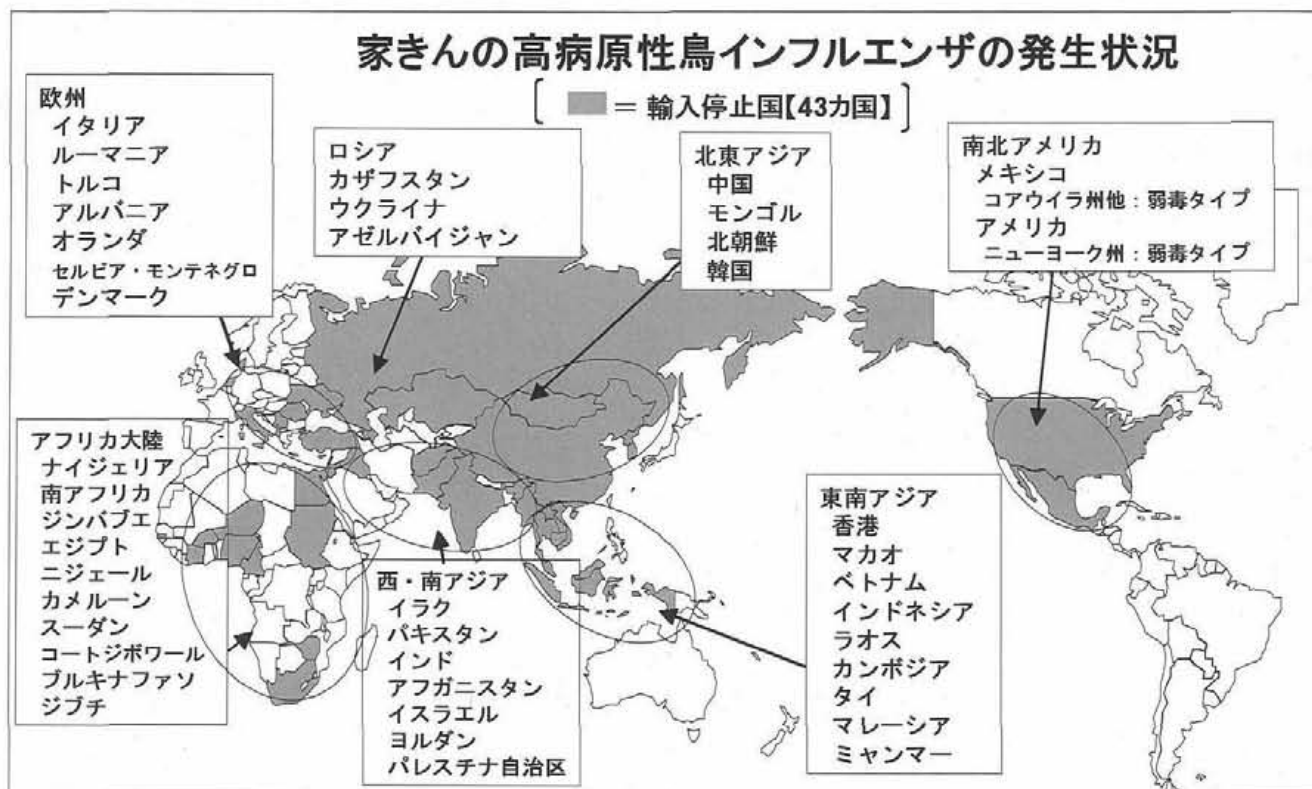 家きんの高病原性鳥インフルエンザの発生状況
= 輸入停止国【43カ国】
欧州
イタリア
ルーマニア
トルコ
アルバニア
オランダ
セルビア・モンテネグロ
デンマーク
ロシア
カザフスタン
ウクライナ
アゼルバイジャン
北東アジア
中国
モンゴル
北朝鮮
韓国
南北アメリカ
メキシコ
コアウイラ州他：弱毒タイプ
アメリカ
ニューヨーク州：弱毒タイプ
アフリカ大陸
ナイジェリア
南アフリカ
ジンバブエ
エジプト
ニジェール
カメルーン
スーダン
コートジボワール
ブルキナファソ
ジブチ
西・南アジア
イラク
パキスタン
インド
アフガニスタン
イスラエル
ヨルダン
パレスチナ自治区
東南アジア
香港
マカオ
ベトナム
インドネシア
ラオス
カンボジア
タイ
マレーシア
ミャンマー